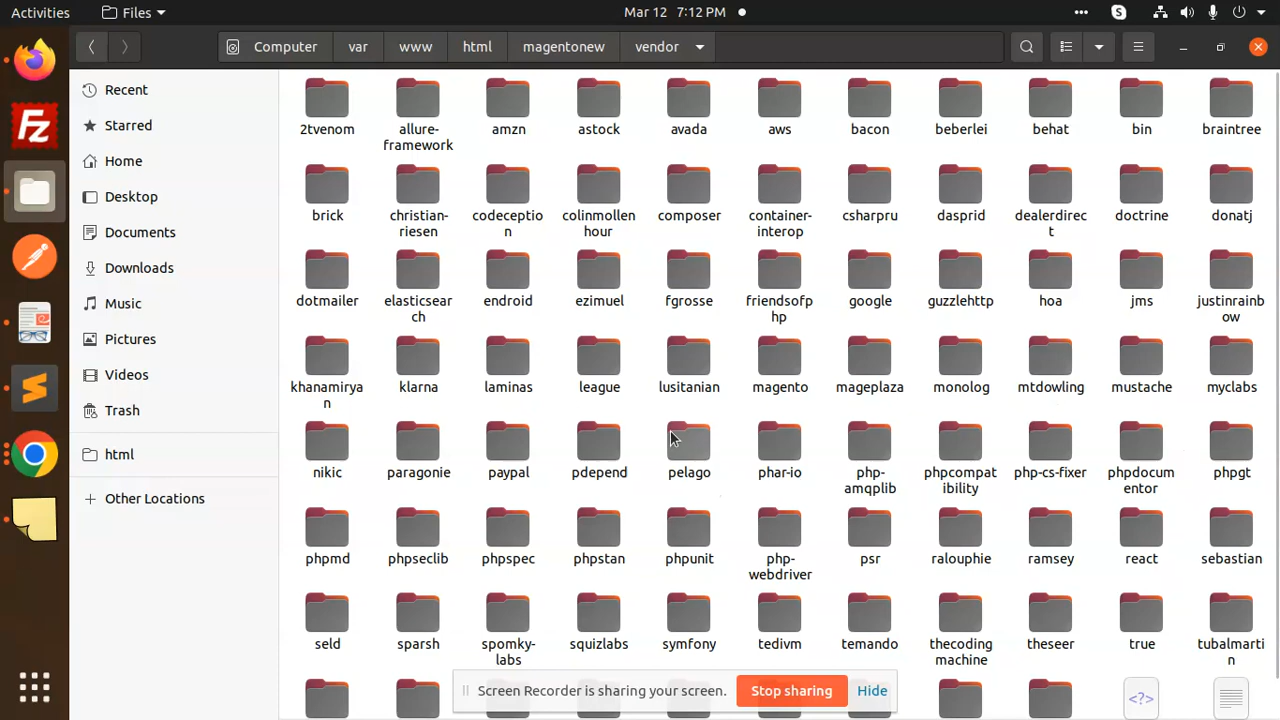 Activities Files Mar 12 7:12 PM
Computer var www html magentonew vendor
Recent
Starred
Home
Desktop
Documents
Downloads
Music
Pictures
Videos
Trash
html
Other Locations
2tvenom allure- amzn astock avada aws bacon beberlei behat bin braintree
framework
brick christian- codeceptio colinmollen composer container- csharpru dasprid dealerdirec doctrine donatj
riesen n hour interop t
dotmailer elasticsear endroid ezimuel fgrosse friendsofp google guzzlehttp hoa jms justinrainb
ch hp ow
khanamirya klarna laminas league lusitanian magento mageplaza monolog mtdowling mustache myclabs
n
nikic paragonie paypal pdepend pelago phar-io php- phpcompat php-cs-fixer phpdocum phpgt
amqplib ibility entor
phpmd phpseclib phpspec phpstan phpunit php- psr ralouphie ramsey react sebastian
webdriver
seld sparsh spomky- squizlabs symfony tedivm temando thecoding theseer true tubalmarti
labs machine n
Screen Recorder is sharing your screen. Stop sharing Hide